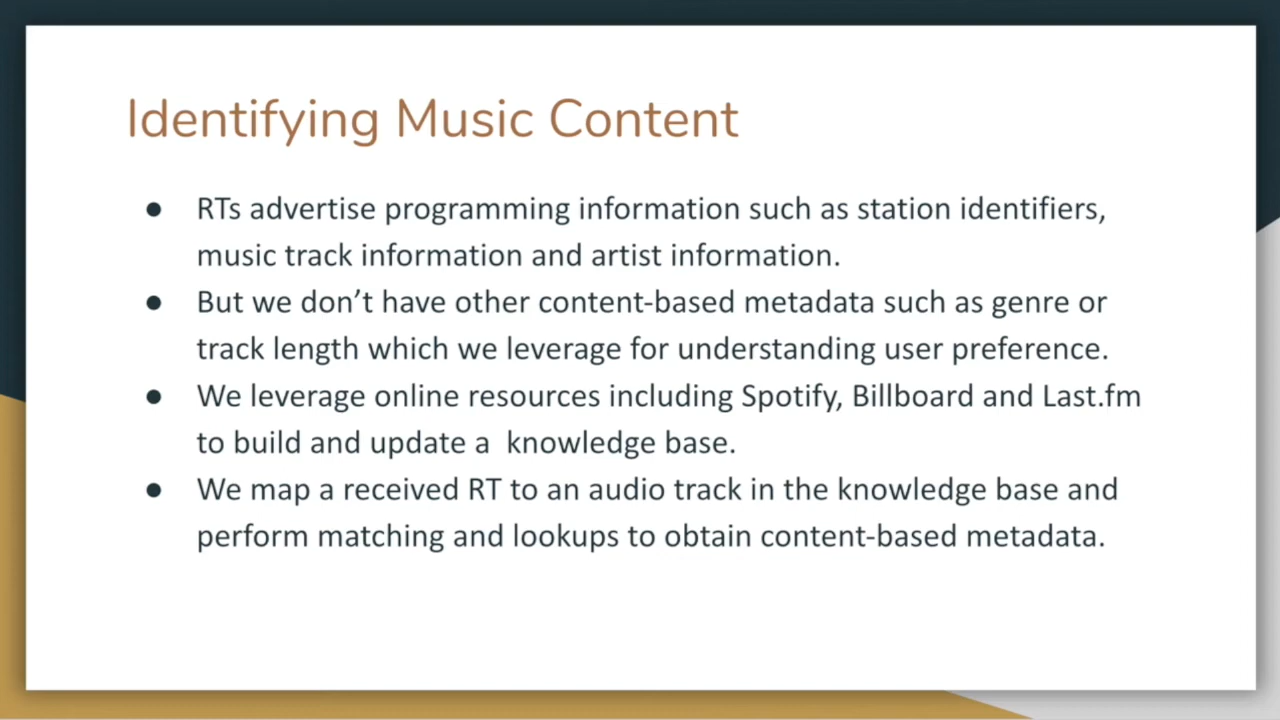 Identifying Music Content
● RTs advertise programming information such as station identifiers,
music track information and artist information.
● But we don’t have other content-based metadata such as genre or
track length which we leverage for understanding user preference.
● We leverage online resources including Spotify, Billboard and Last.fm
to build and update a  knowledge base.
● We map a received RT to an audio track in the knowledge base and
perform matching and lookups to obtain content-based metadata.